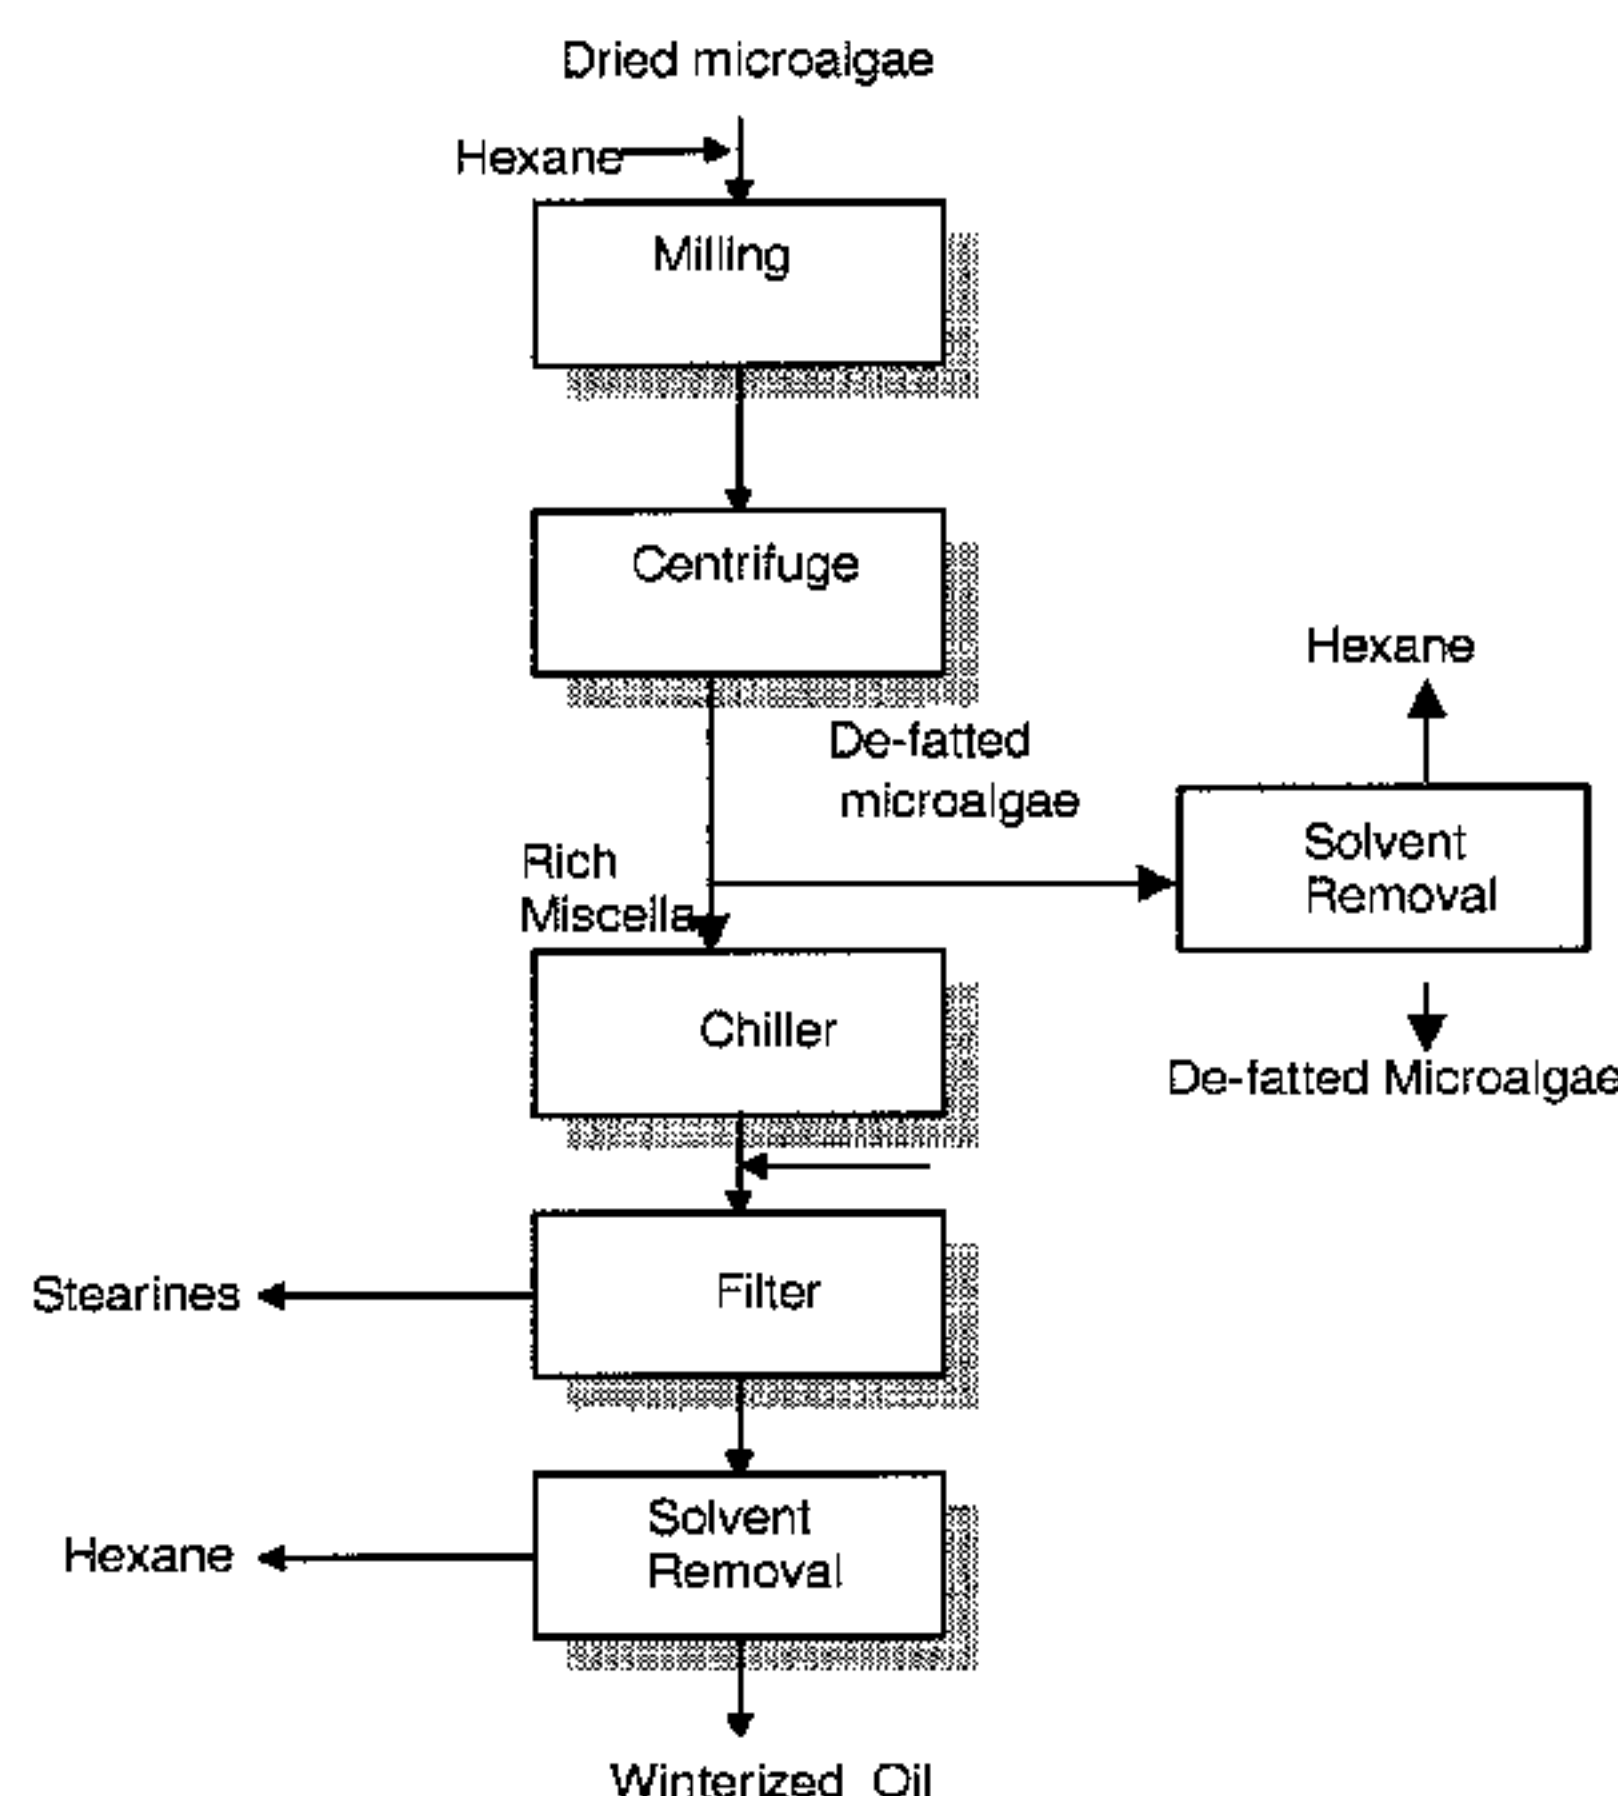 Dried microalgae
Hexane
Milling
Centrifuge
Hexane
De-fatted
microalgae
Solvent
Removal
Rich
Miscella
Chiller
De-fatted Microalgae
Filter
Stearines
Solvent
Removal
Hexane
Winterized Oil